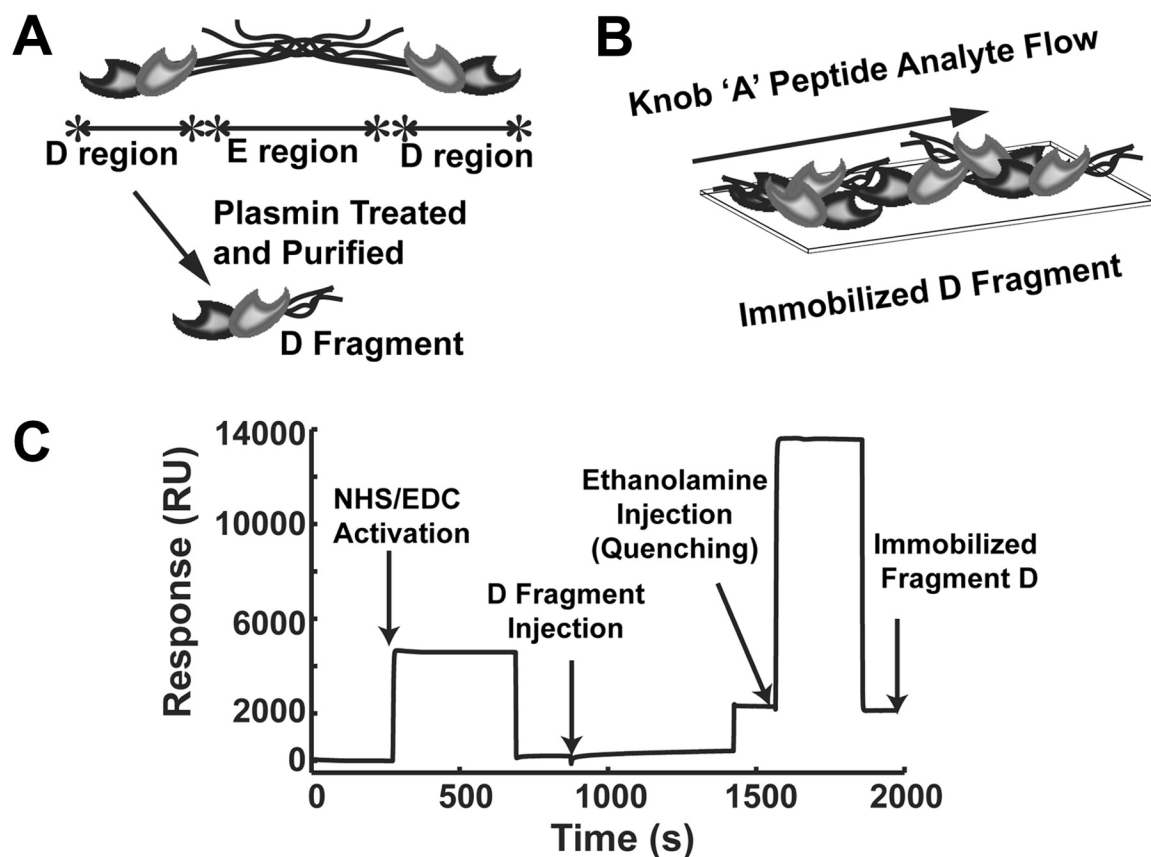 A
D region
E region
D region
Plasmin Treated
and Purified
D Fragment
B
Knob ‘A’ Peptide Analyte Flow
Immobilized D Fragment
C
Response (RU)
14000
10000
6000
2000
0
NHS/EDC
Activation
D Fragment
Injection
Ethanolamine
Injection
(Quenching)
Immobilized
Fragment D
0
500
1000
1500
2000
Time (s)